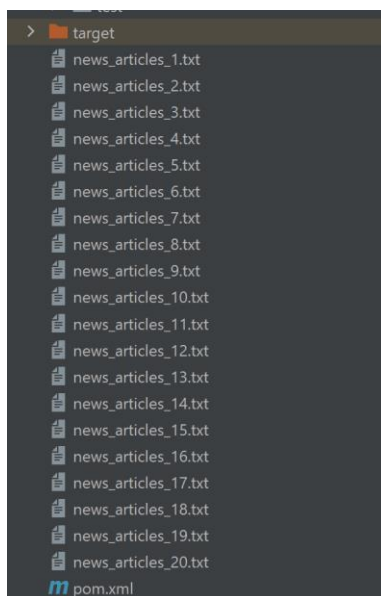 test
target
news_articles_1.txt
news_articles_2.txt
news_articles_3.txt
news_articles_4.txt
news_articles_5.txt
news_articles_6.txt
news_articles_7.txt
news_articles_8.txt
news_articles_9.txt
news_articles_10.txt
news_articles_11.txt
news_articles_12.txt
news_articles_13.txt
news_articles_14.txt
news_articles_15.txt
news_articles_16.txt
news_articles_17.txt
news_articles_18.txt
news_articles_19.txt
news_articles_20.txt
m pom.xml